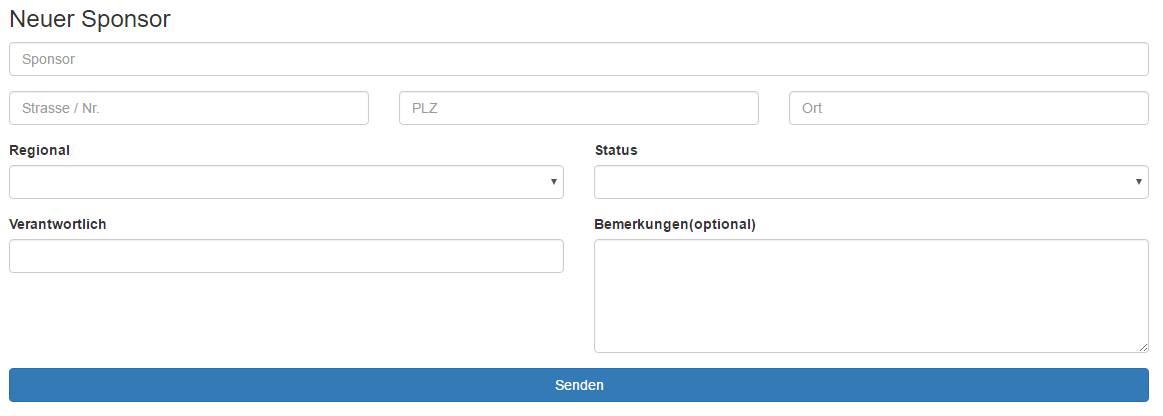 Neuer Sponsor
Sponsor
Strasse / Nr. PLZ Ort
Regional Status
Verantwortlich Bemerkungen(optional)
Senden